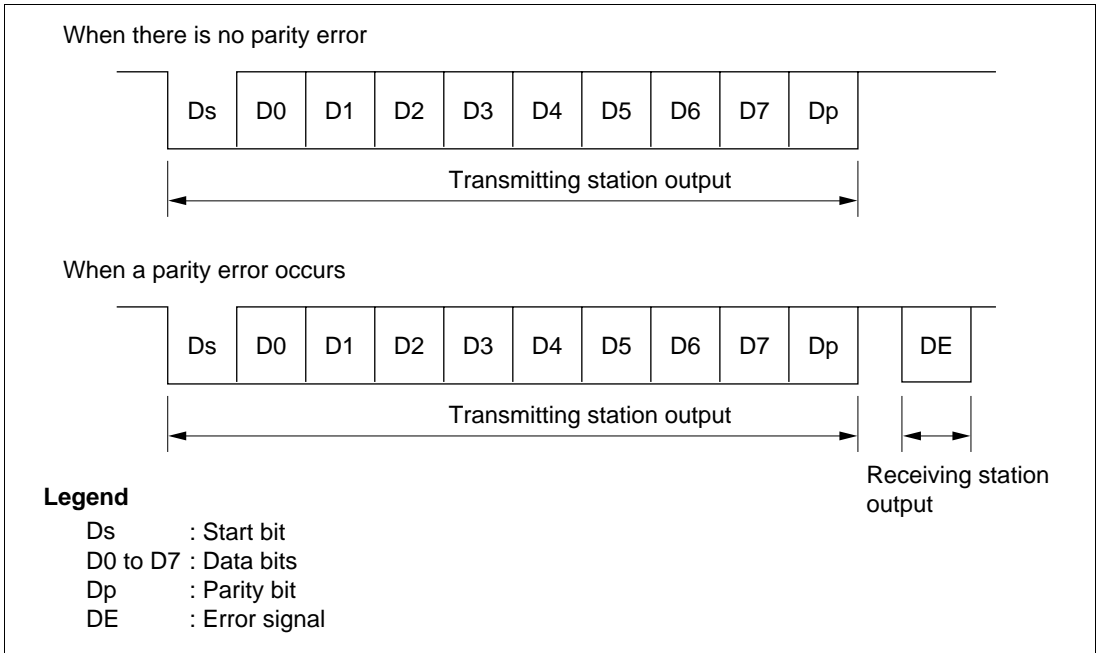 When there is no parity error
Ds D0 D1 D2 D3 D4 D5 D6 D7 Dp
Transmitting station output
When a parity error occurs
Ds D0 D1 D2 D3 D4 D5 D6 D7 Dp DE
Transmitting station output
Receiving station
output
Legend
Ds : Start bit
D0 to D7 : Data bits
Dp : Parity bit
DE : Error signal